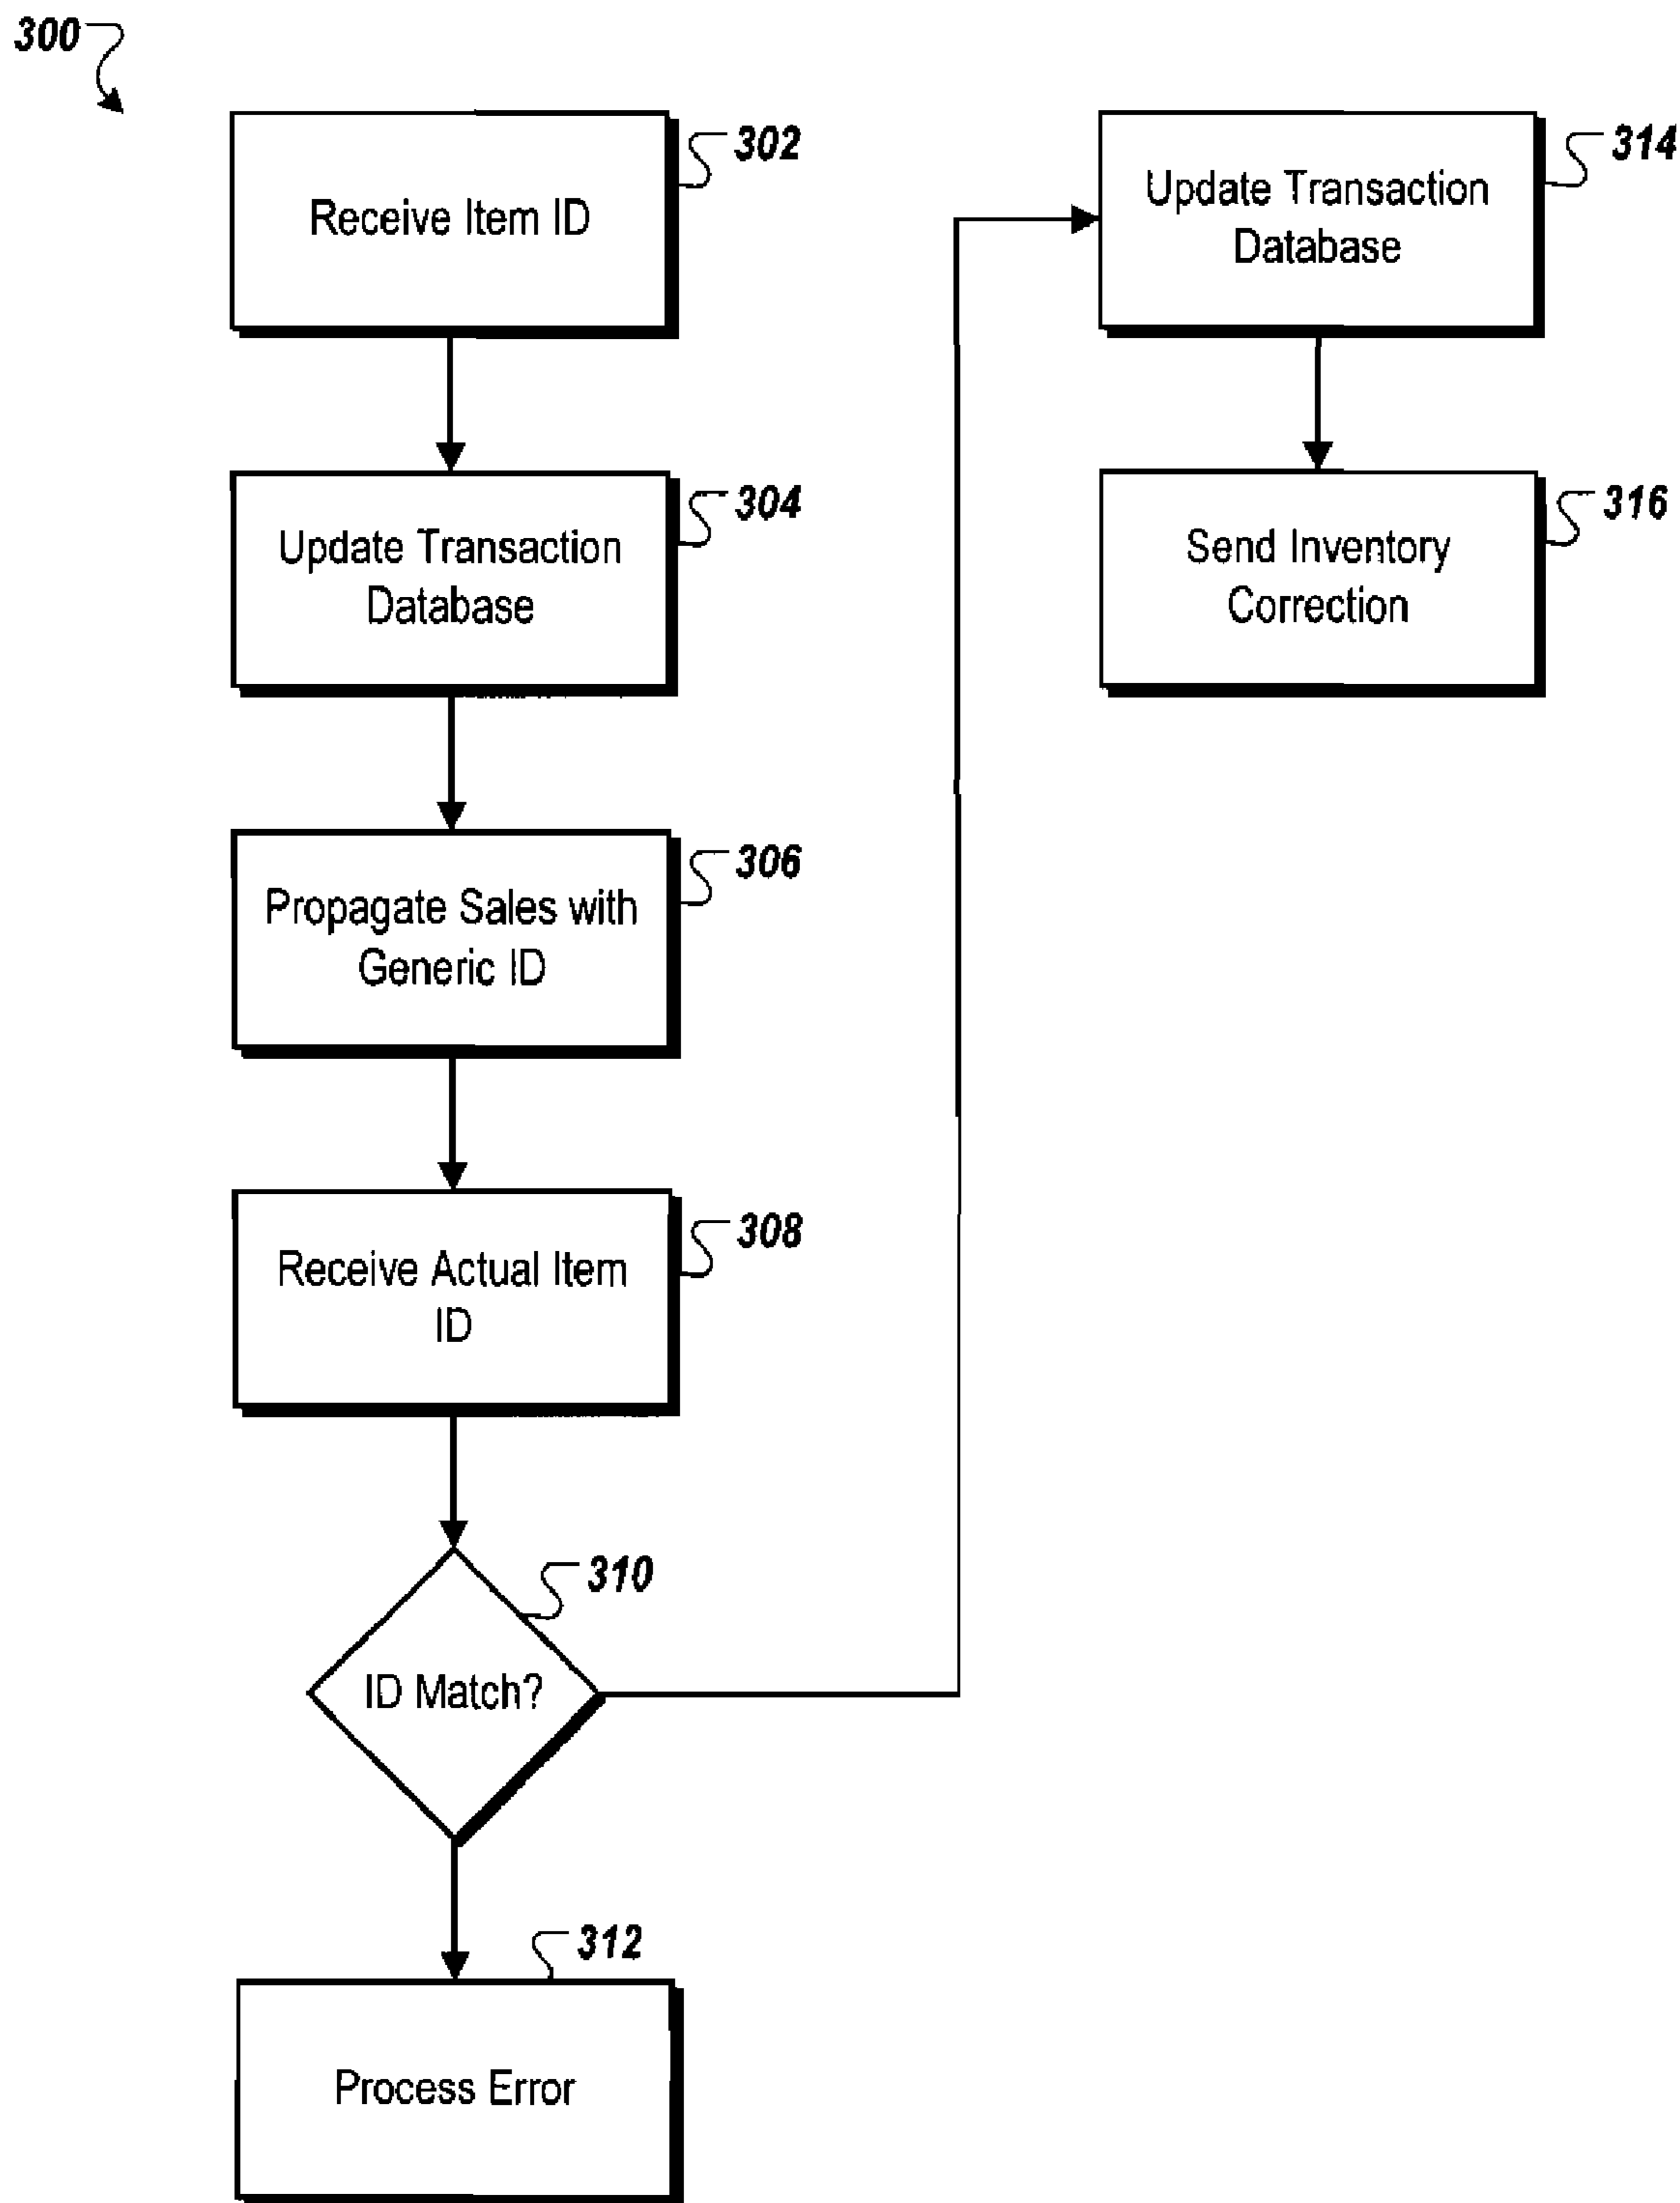 300
302
Receive Item ID
304
Update Transaction
Database
306
Propagate Sales with
Generic ID
308
Receive Actual Item
ID
310
ID Match?
312
Process Error
314
Update Transaction
Database
316
Send Inventory
Correction